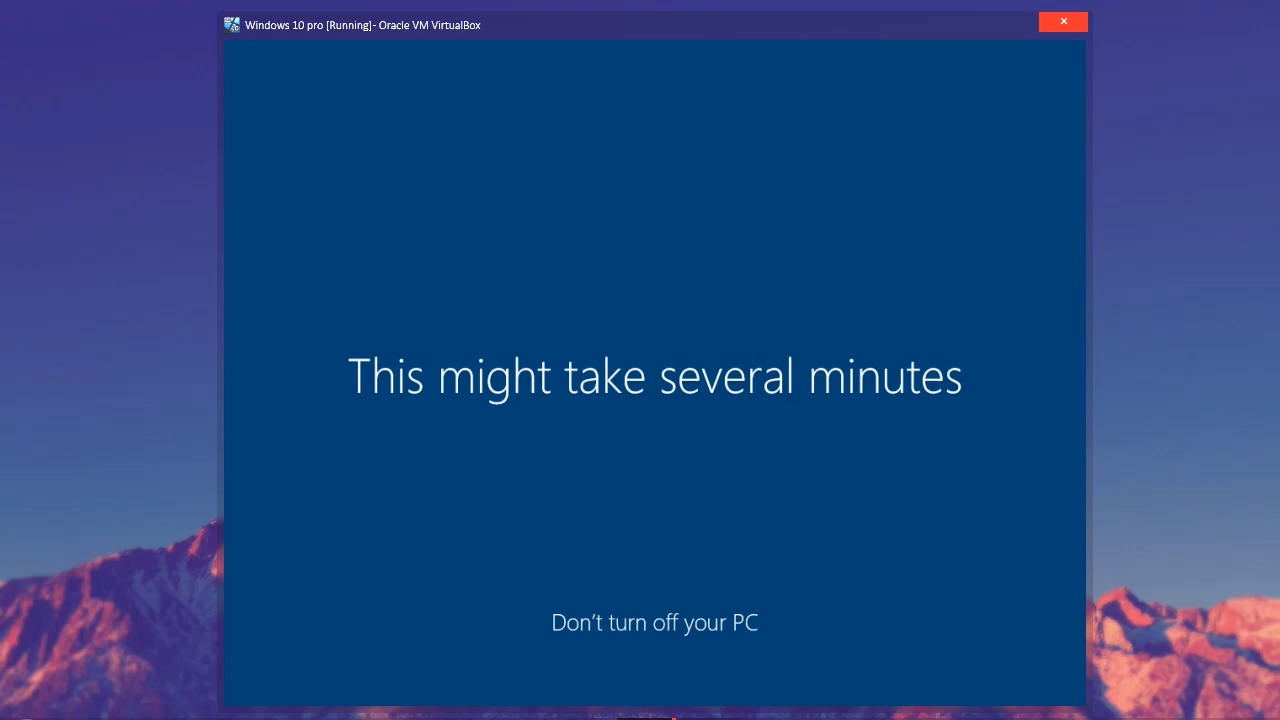 Windows 10 pro [Running] - Oracle VM VirtualBox
This might take several minutes
Don't turn off your PC